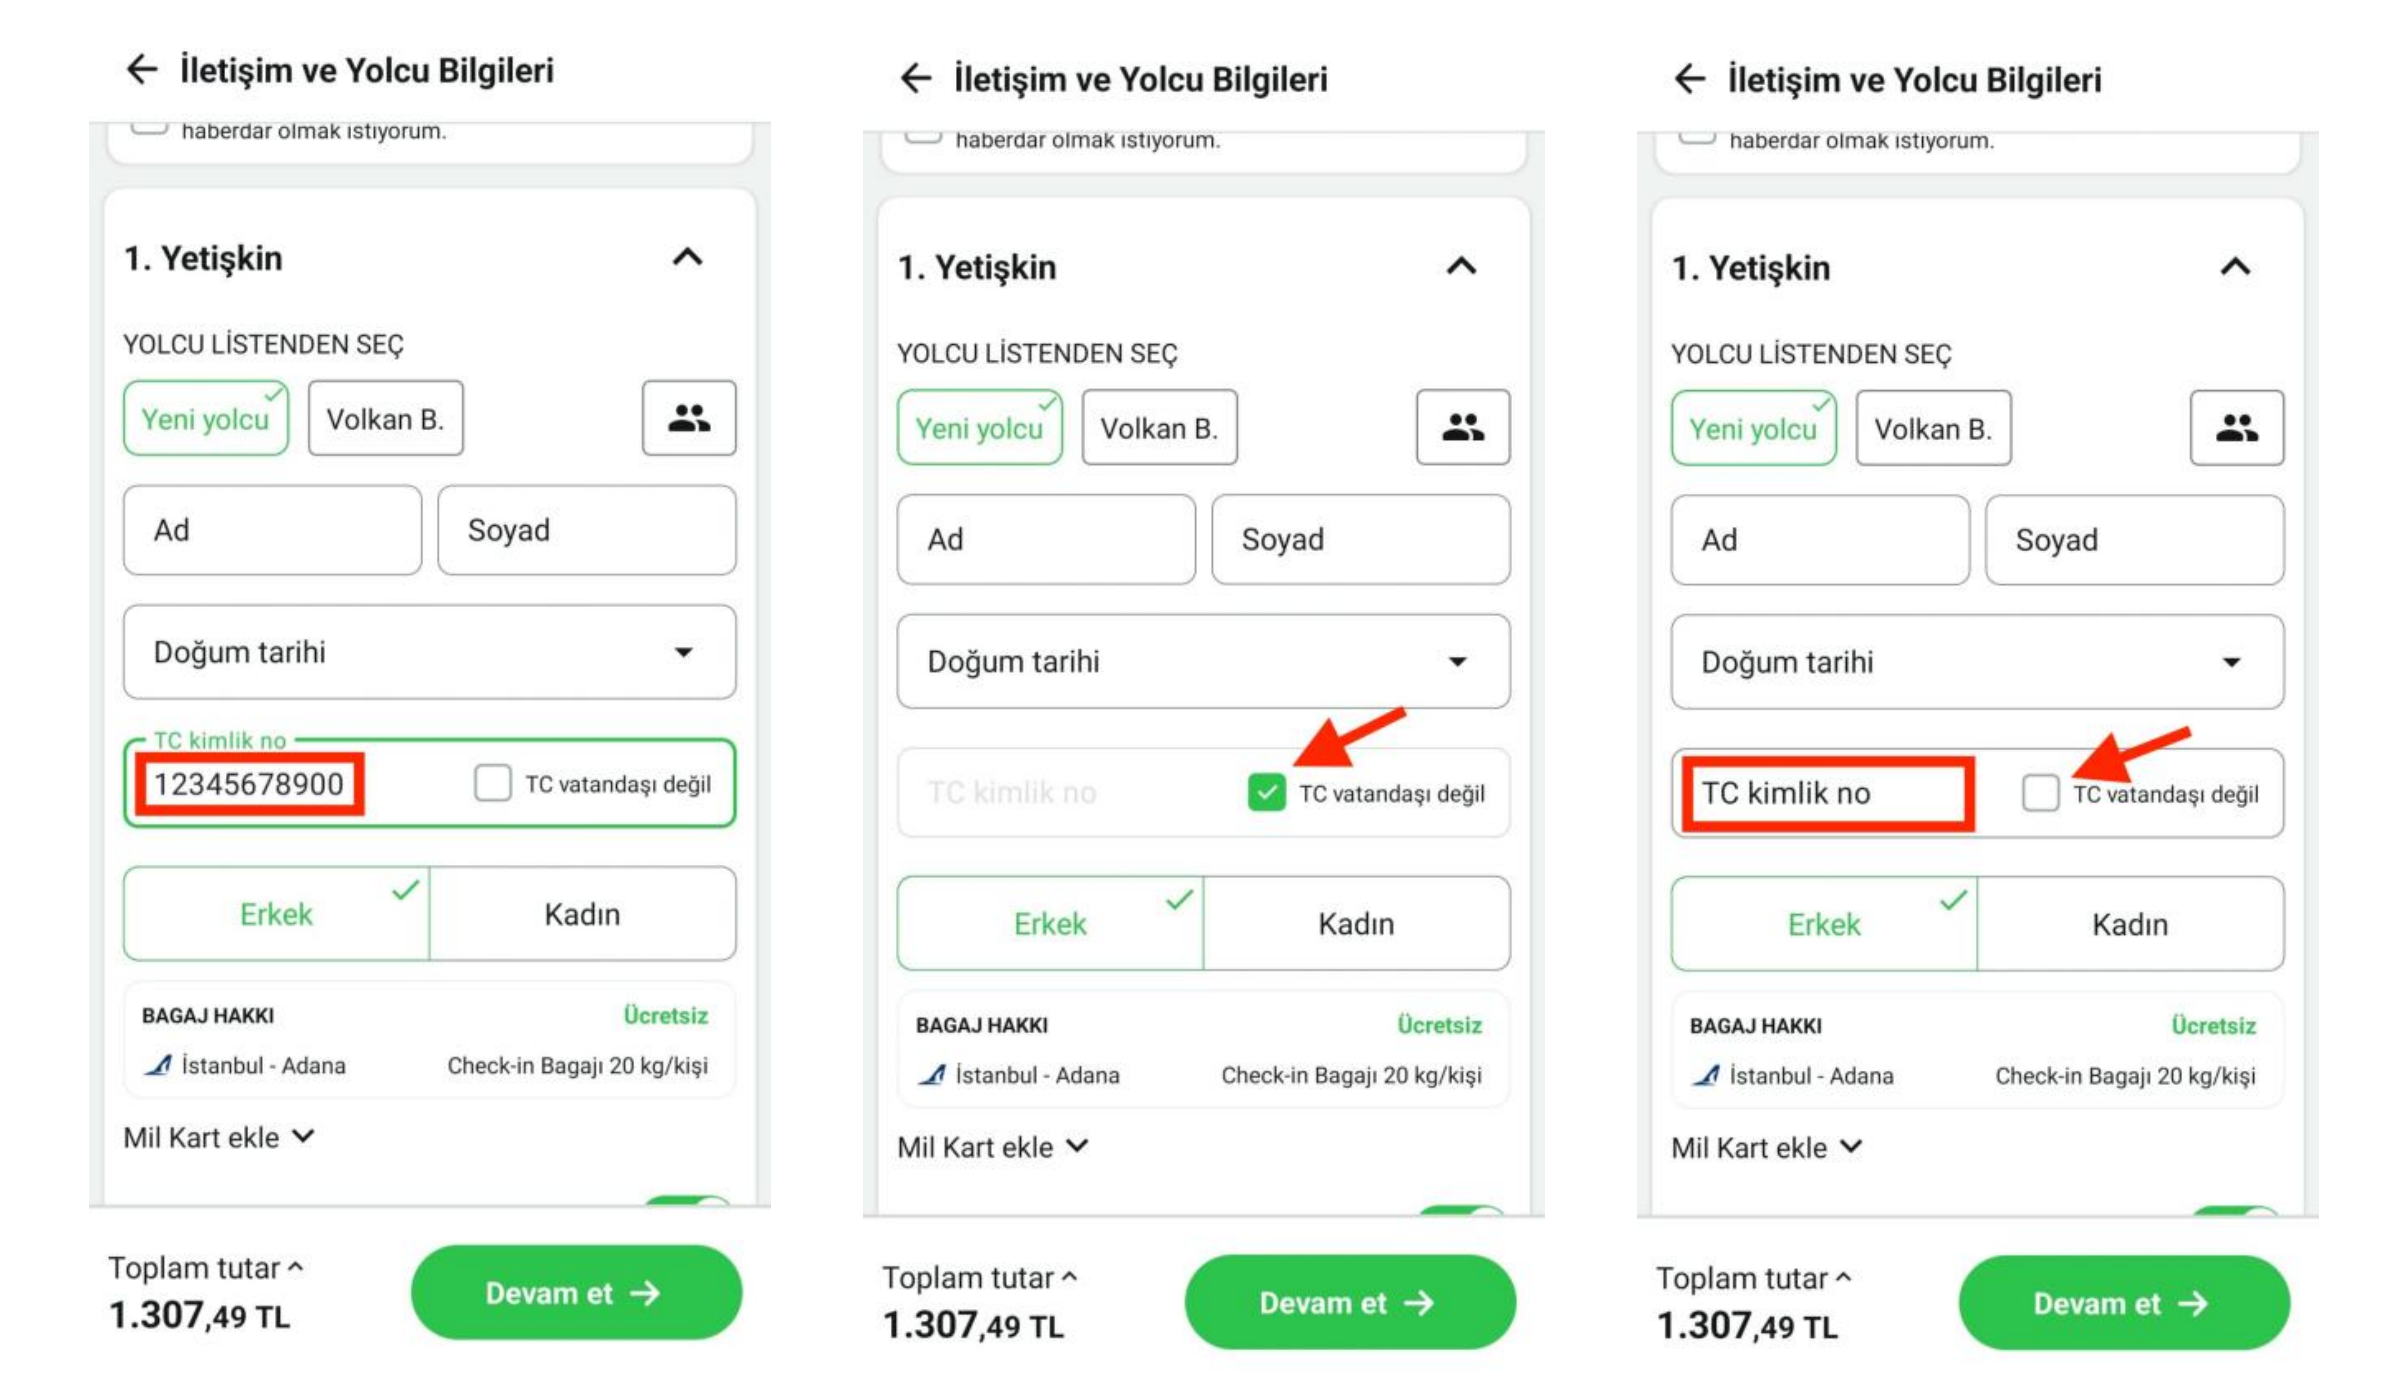 ← İletişim ve Yolcu Bilgileri
haberdar olmak istiyorum.
1. Yetişkin
YOLCU LİSTENDEN SEÇ
Yeni yolcu Volkan B.
Ad Soyad
Doğum tarihi
TC kimlik no
12345678900 TC vatandaşı değil
Erkek Kadın
BAGAJ HAKKI Ücretsiz
İstanbul - Adana Check-in Bagajı 20 kg/kişi
Mil Kart ekle
Toplam tutar
1.307,49 TL
Devam et →
← İletişim ve Yolcu Bilgileri
haberdar olmak istiyorum.
1. Yetişkin
YOLCU LİSTENDEN SEÇ
Yeni yolcu Volkan B.
Ad Soyad
Doğum tarihi
TC kimlik no TC vatandaşı değil
Erkek Kadın
BAGAJ HAKKI Ücretsiz
İstanbul - Adana Check-in Bagajı 20 kg/kişi
Mil Kart ekle
Toplam tutar
1.307,49 TL
Devam et →
← İletişim ve Yolcu Bilgileri
haberdar olmak istiyorum.
1. Yetişkin
YOLCU LİSTENDEN SEÇ
Yeni yolcu Volkan B.
Ad Soyad
Doğum tarihi
TC kimlik no TC vatandaşı değil
Erkek Kadın
BAGAJ HAKKI Ücretsiz
İstanbul - Adana Check-in Bagajı 20 kg/kişi
Mil Kart ekle
Toplam tutar
1.307,49 TL
Devam et →